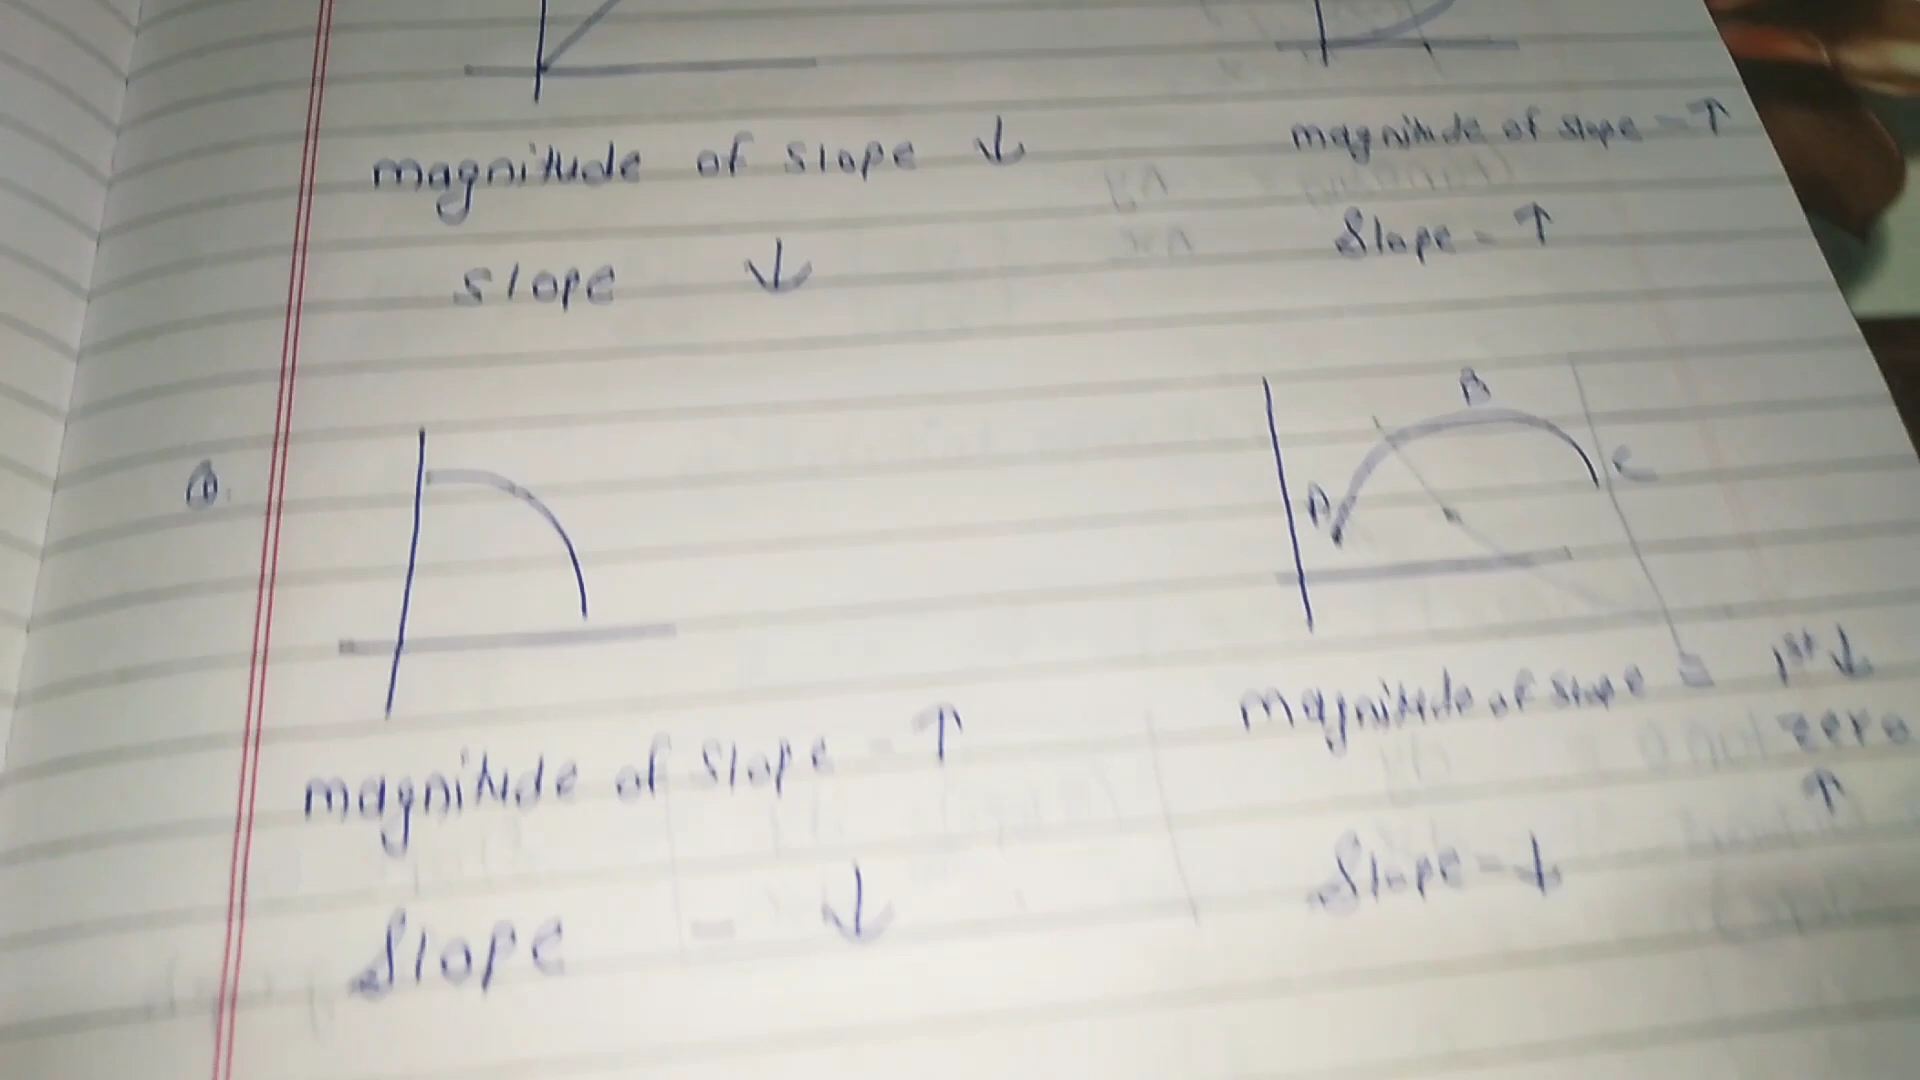 magnitude of slope ↓
slope ↓
magnitude of slope = ↑
Slope = ↑
Q.
magnitude of slope = ↑
Slope = ↓
A
B
C
magnitude of slope = 1st ↓
zero
↑
Slope = ↓